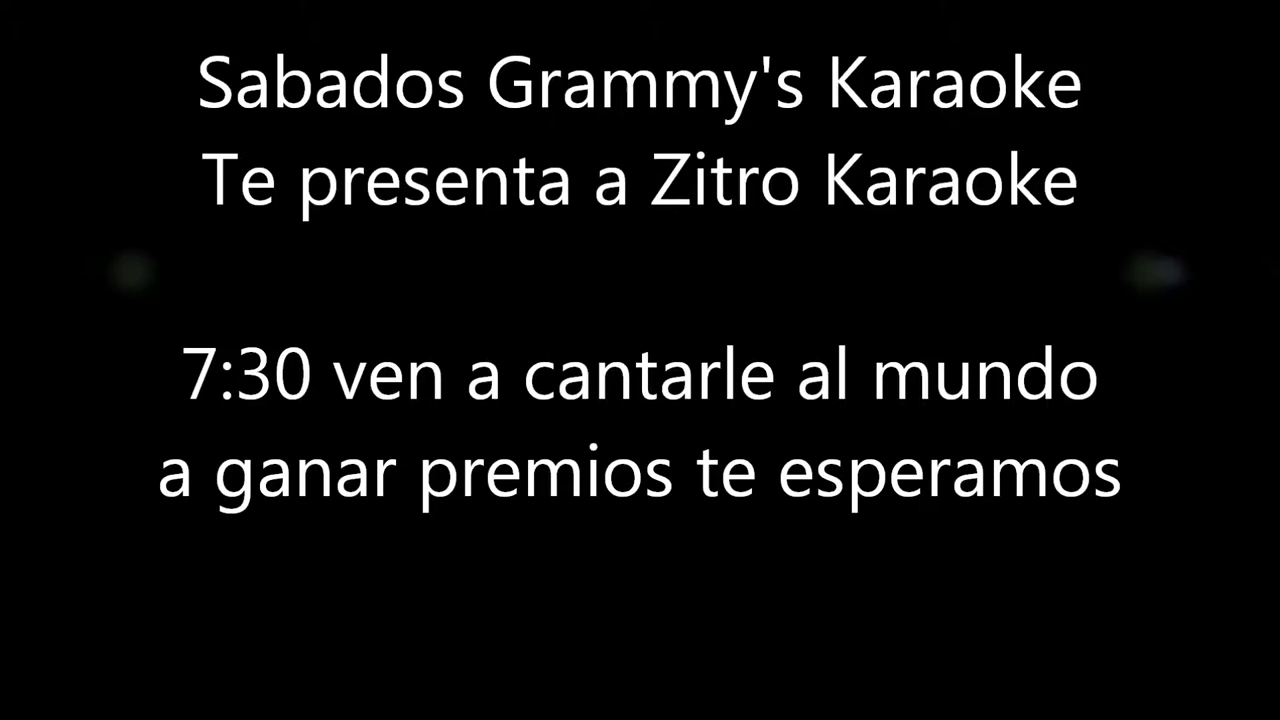 Sabados Grammy's Karaoke
Te presenta a Zitro Karaoke
7:30 ven a cantarle al mundo
a ganar premios te esperamos